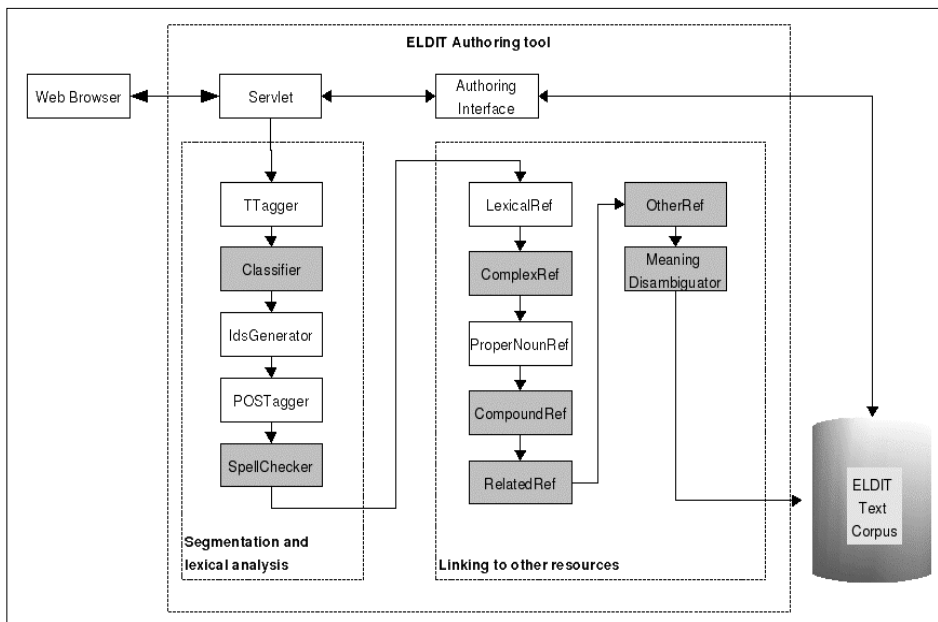 ELDIT Authoring tool
Web Browser
Servlet
Authoring
Interface
TTagger
Classifier
IdsGenerator
POSTagger
SpellChecker
Segmentation and
lexical analysis
LexicalRef
ComplexRef
ProperNounRef
CompoundRef
RelatedRef
OtherRef
Meaning
Disambiguator
Linking to other resources
ELDIT
Text
Corpus